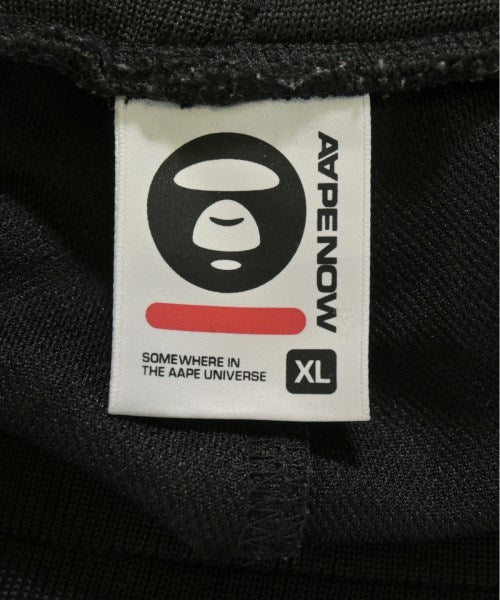 AAPENOW
SOMEWHERE IN
THE AAPE UNIVERSE
XL